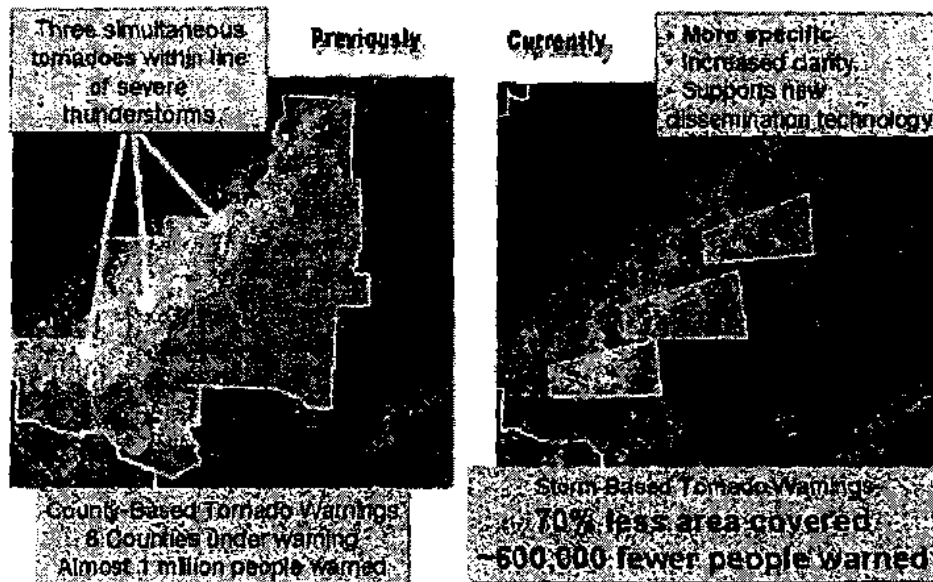 Three simultaneous
tornadoes within line
of severe
thunderstorms.
Previously
Currently
• More specific
• Increased clarity
• Supports new
dissemination technology
County-Based Tornado Warnings
8 Counties under warning
Almost 1 million people warned
Storm-Based Tornado Warnings
70% less area covered
~600,000 fewer people warned